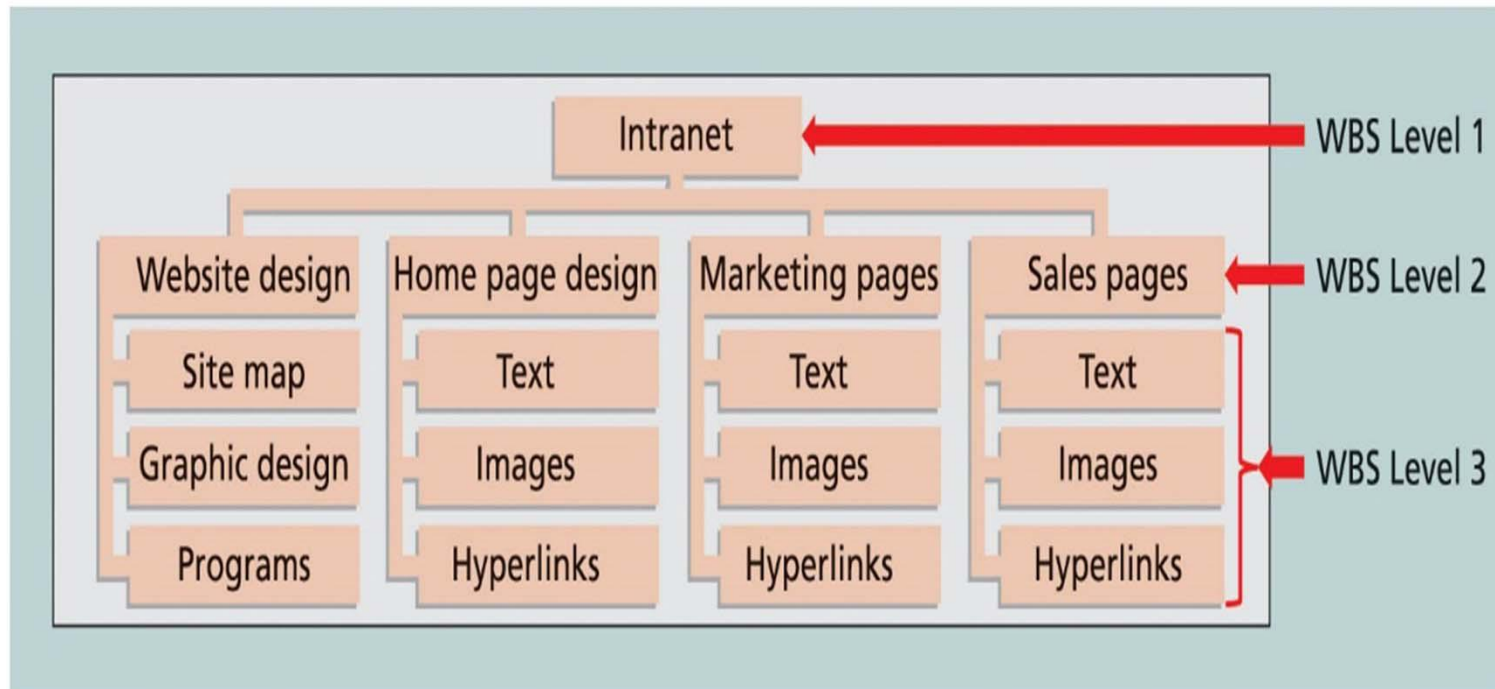 Intranet
WBS Level 1
Website design
Home page design
Marketing pages
Sales pages
WBS Level 2
Site map
Text
Text
Text
Graphic design
Images
Images
Images
WBS Level 3
Programs
Hyperlinks
Hyperlinks
Hyperlinks